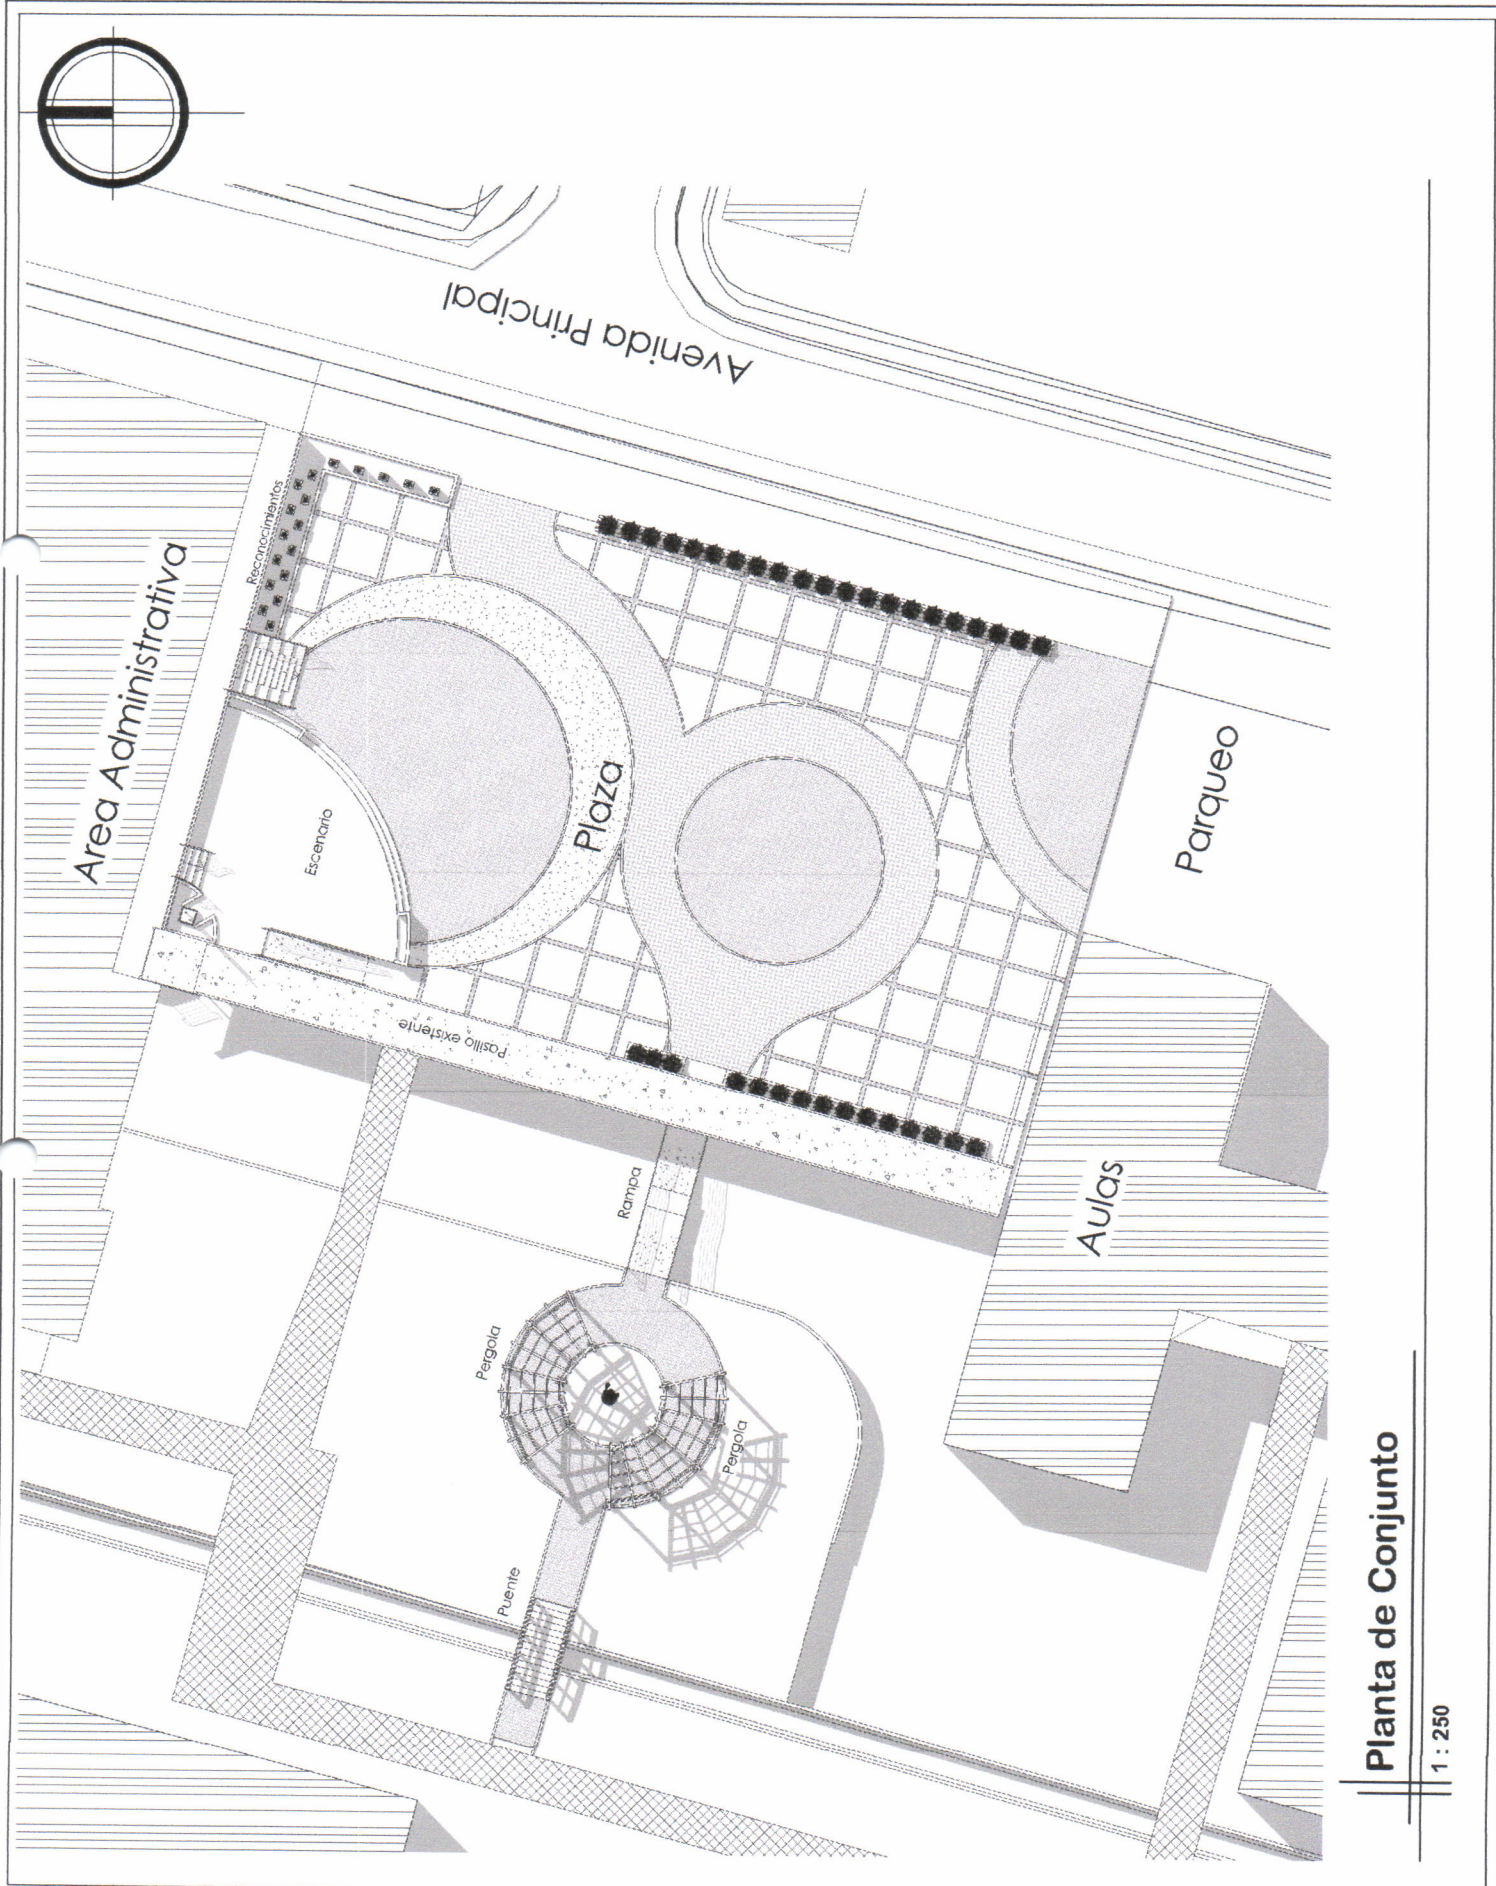 Avenida Principal
Area Administrativa
Reconocimientos
Escenario
Plaza
Parqueo
Pasillo existente
Rampa
Aulas
Pergola
Pergola
Puente
Planta de Conjunto
1 : 250